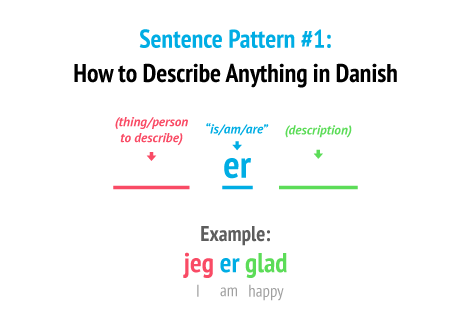 Sentence Pattern #1:
How to Describe Anything in Danish
(thing/person
to describe)
"is/am/are"
(description)
er
Example:
jeg er glad
I am happy